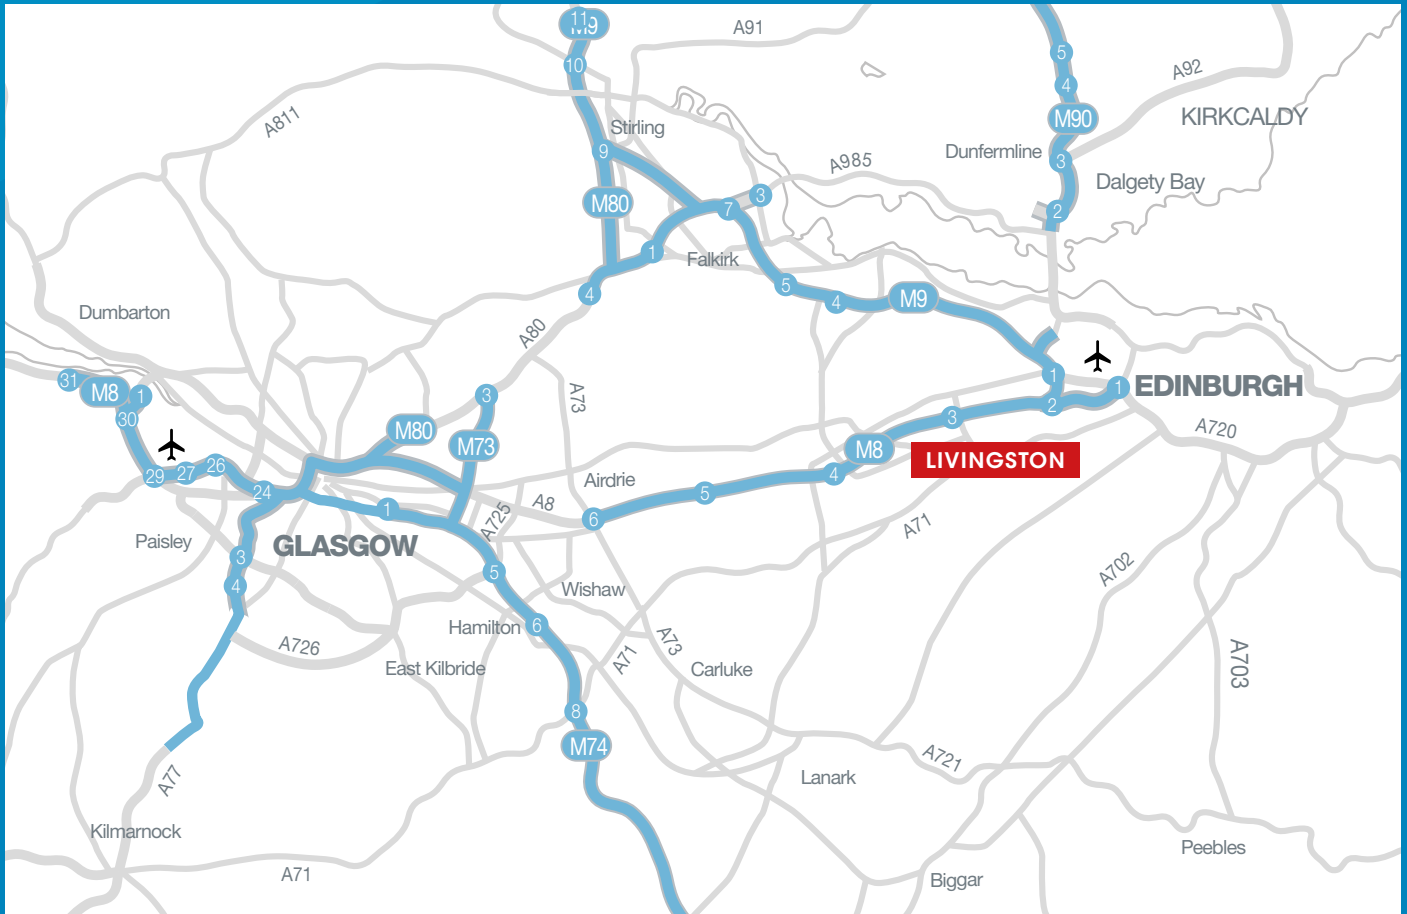 11
M9
A91
10
5
A92
4
A811
M90
KIRKCALDY
Stirling
Dunfermline
9
A985
3
Dalgety Bay
M80
7
3
2
1
Falkirk
4
5
4
M9
Dumbarton
A80
31
M8
1
30
A73
3
1
1
EDINBURGH
2
3
M80
M73
A720
M8
LIVINGSTON
29
27
26
24
Airdrie
4
5
A8
6
1
A725
A71
Paisley
GLASGOW
3
4
5
A702
Wishaw
Hamilton
6
A726
A73
A71
East Kilbride
Carluke
A703
8
M74
A77
A721
Lanark
Kilmarnock
Peebles
A71
Biggar